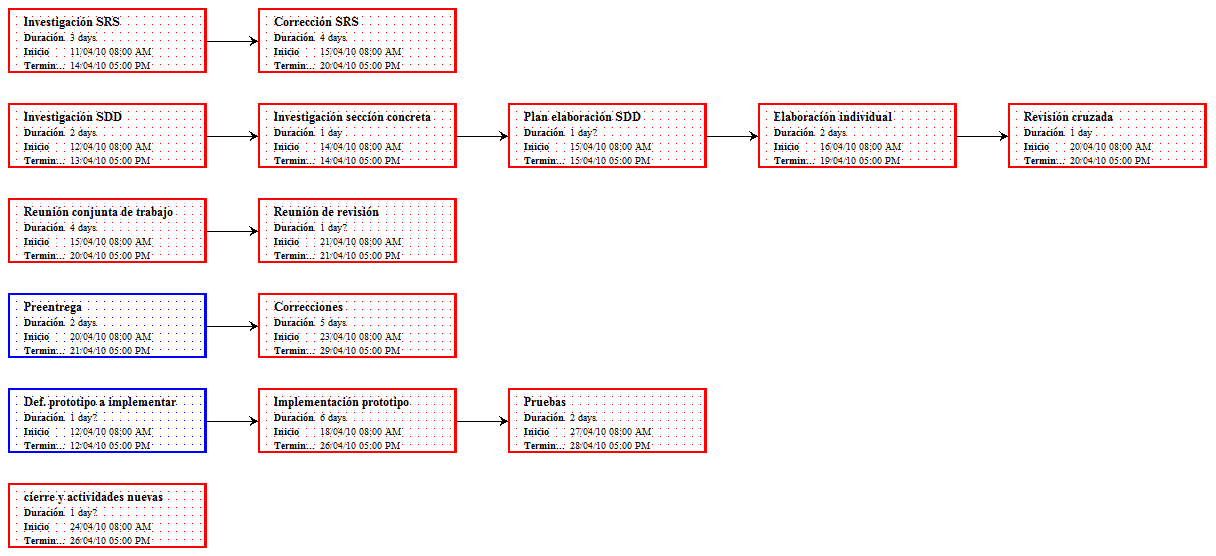 Investigación SRS
Duración 3 days.
Inicio 11/04/10 08:00 AM
Termin... 14/04/10 05:00 PM
Corrección SRS
Duración 4 days.
Inicio 15/04/10 08:00 AM
Termin... 20/04/10 05:00 PM
Investigación SDD
Duración 2 days.
Inicio 12/04/10 08:00 AM
Termin... 13/04/10 05:00 PM
Investigación sección concreta
Duración 1 day
Inicio 14/04/10 08:00 AM
Termin... 14/04/10 05:00 PM
Plan elaboración SDD
Duración 1 day?
Inicio 15/04/10 08:00 AM
Termin... 15/04/10 05:00 PM
Elaboración individual
Duración 2 days.
Inicio 16/04/10 08:00 AM
Termin... 19/04/10 05:00 PM
Revisión cruzada
Duración 1 day
Inicio 20/04/10 08:00 AM
Termin... 20/04/10 05:00 PM
Reunión conjunta de trabajo
Duración 4 days.
Inicio 15/04/10 08:00 AM
Termin... 20/04/10 05:00 PM
Reunión de revisión
Duración 1 day?
Inicio 21/04/10 08:00 AM
Termin... 21/04/10 05:00 PM
Preentrega
Duración 2 days.
Inicio 20/04/10 08:00 AM
Termin... 21/04/10 05:00 PM
Correcciones
Duración 5 days.
Inicio 23/04/10 08:00 AM
Termin... 29/04/10 05:00 PM
Def. prototipo a implementar
Duración 1 day?
Inicio 12/04/10 08:00 AM
Termin... 12/04/10 05:00 PM
Implementación prototipo
Duración 6 days.
Inicio 18/04/10 08:00 AM
Termin... 26/04/10 05:00 PM
Pruebas
Duración 2 days.
Inicio 27/04/10 08:00 AM
Termin... 28/04/10 05:00 PM
cierre y actividades nuevas
Duración 1 day?
Inicio 24/04/10 08:00 AM
Termin... 26/04/10 05:00 PM